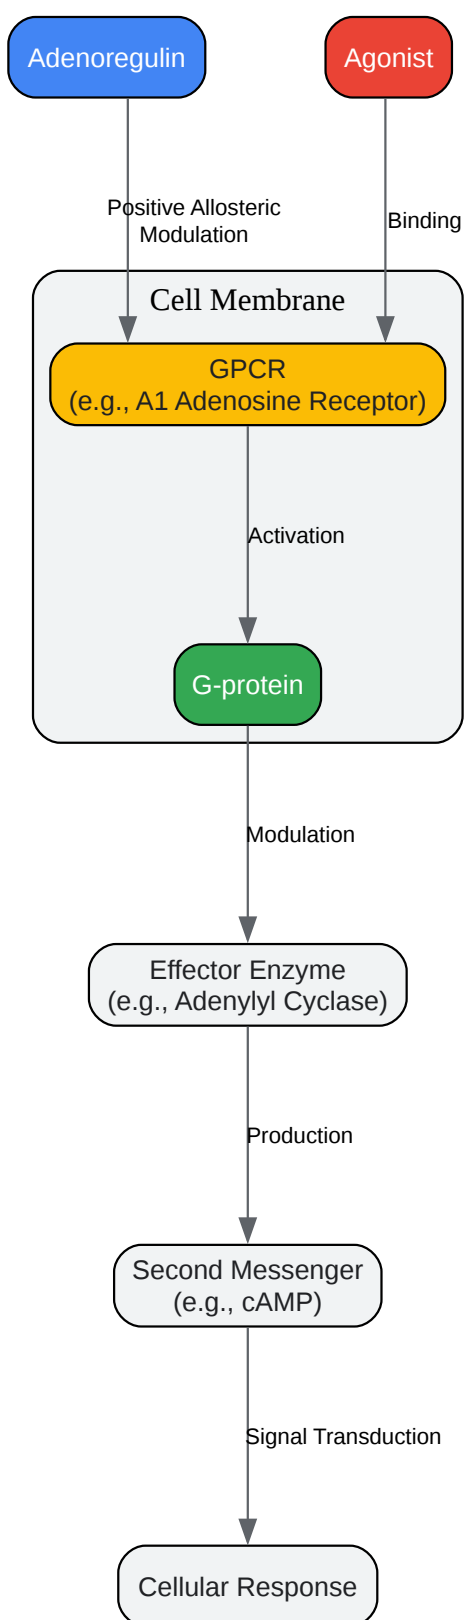 Adenoregulin
Agonist
Positive Allosteric
Modulation
Binding
Cell Membrane
GPCR
(e.g., A1 Adenosine Receptor)
Activation
G-protein
Modulation
Effector Enzyme
(e.g., Adenylyl Cyclase)
Production
Second Messenger
(e.g., cAMP)
Signal Transduction
Cellular Response